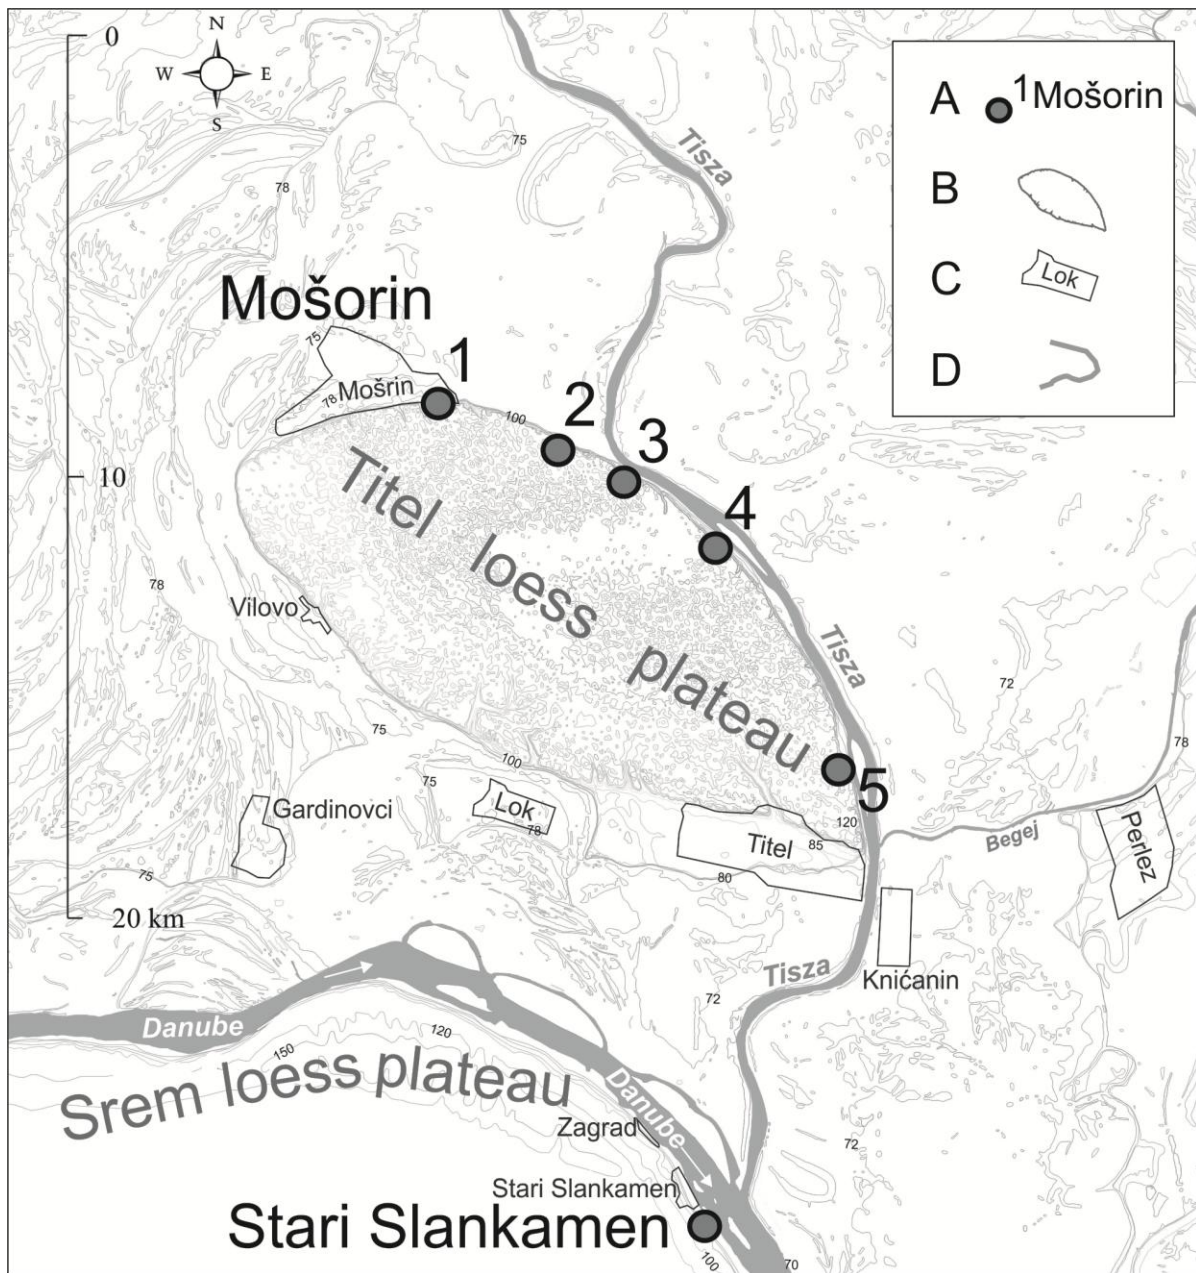 0
N
W E
S
75
Tisza
78
A 1 Mošorin
B
C Lok
D
Mošorin
75
1
Mošrin
78
100
2
3
10
4
Titel loess plateau
78
Vilovo
Tisza
72
75
100
78
75
5
Gardinovci
Lok
78
120
85
Titel
Begej
Perlez
75
80
20 km
Tisza
Knićanin
72
Danube
120
150
Srem loess plateau
Danube
Zagrad
72
Stari Slankamen
Stari Slankamen
100
70